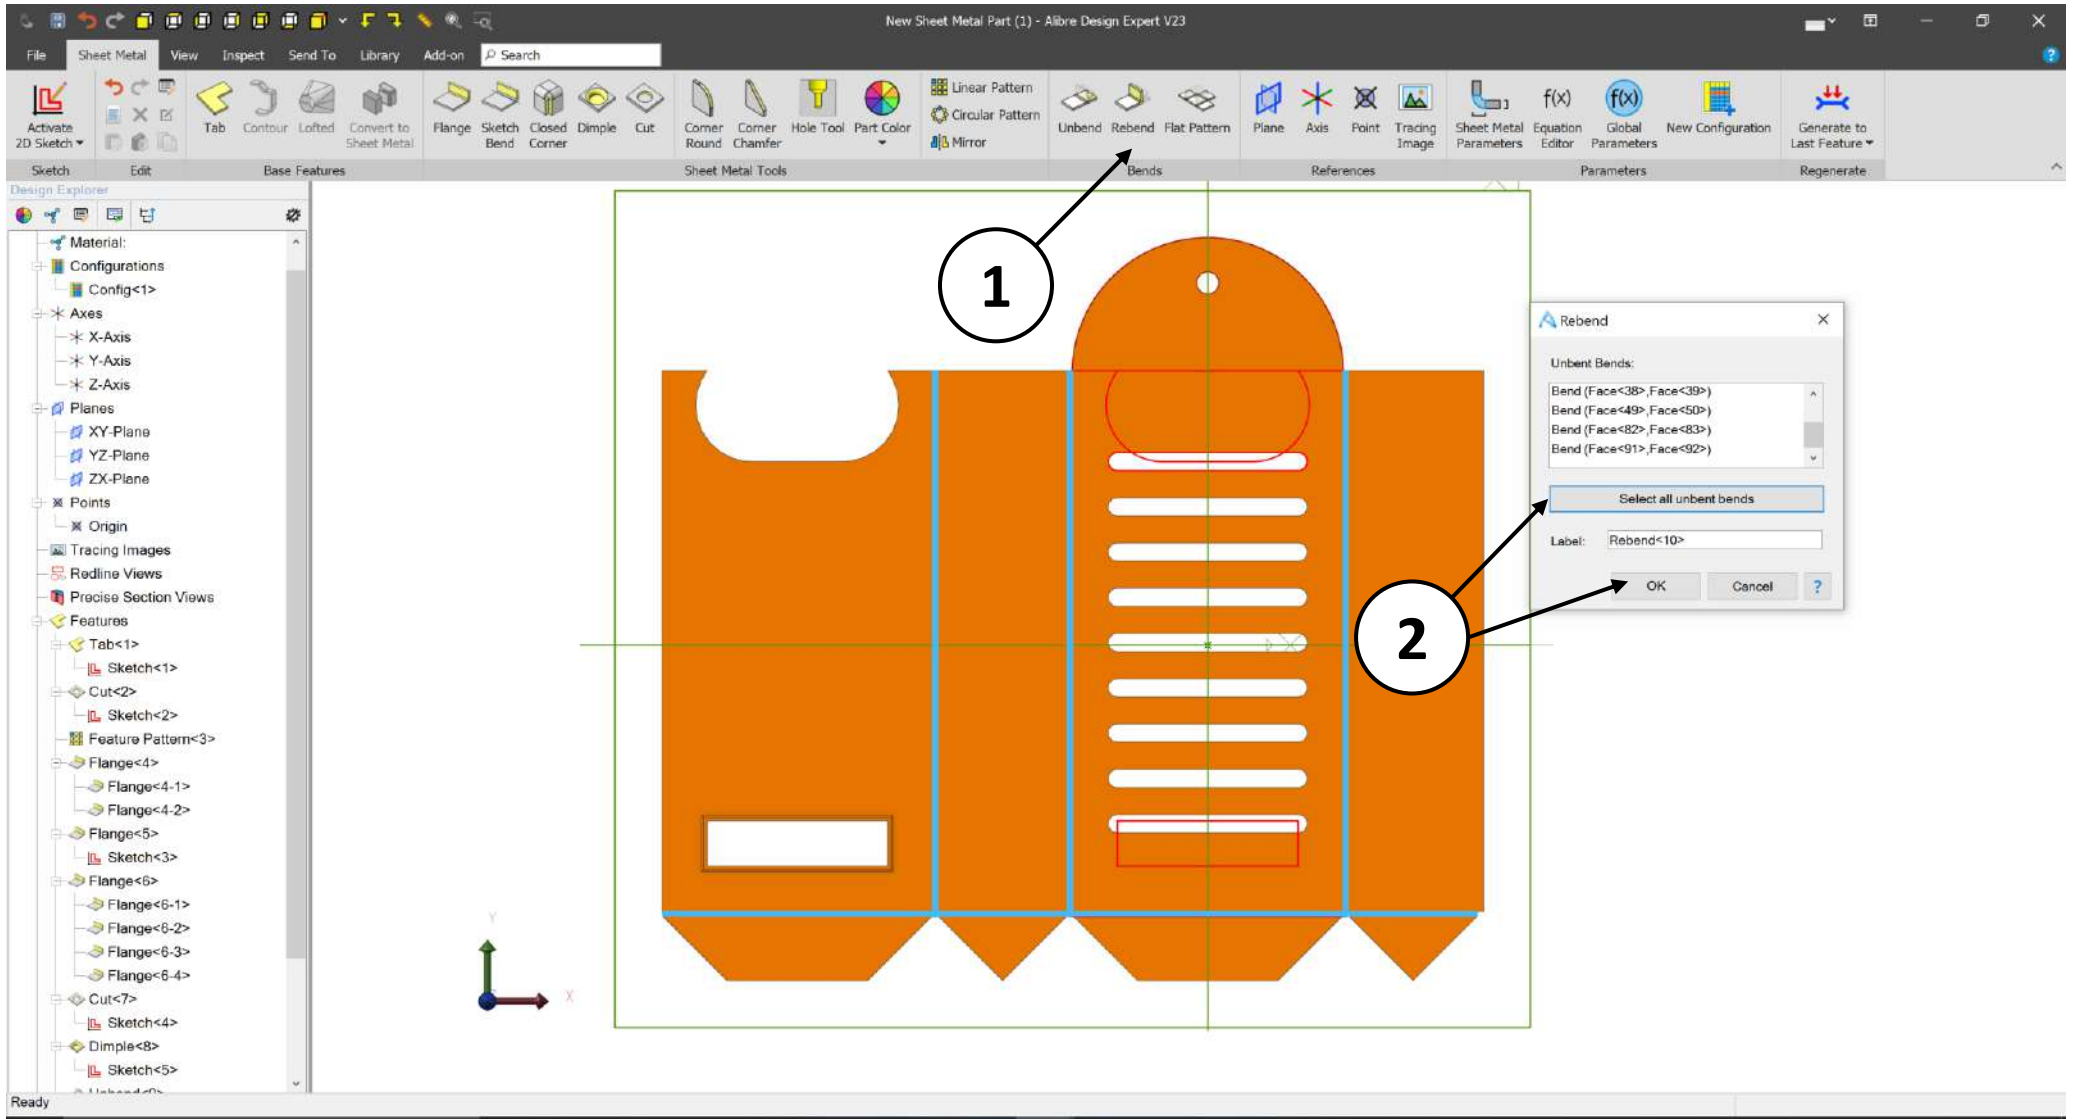 New Sheet Metal Part (1) - Alibre Design Expert V23
File Sheet Metal View Inspect Send To Library Add-on Search
Activate 2D Sketch
Tab Contour Lofted Convert to Sheet Metal
Flange Sketch Bend Closed Corner Dimple Cut
Corner Round Corner Chamfer Hole Tool Part Color
Linear Pattern
Circular Pattern
Mirror
Unbend Rebend Flat Pattern
Plane Axis Point Tracing Image
Sheet Metal Parameters Equation Editor Global Parameters New Configuration
f(x) f(x)
Generate to Last Feature
Sketch Edit Base Features Sheet Metal Tools Bends References Parameters Regenerate
Design Explorer
Material:
Configurations
Config<1>
Axes
X-Axis
Y-Axis
Z-Axis
Planes
XY-Plane
YZ-Plane
ZX-Plane
Points
Origin
Tracing Images
Redline Views
Precise Section Views
Features
Tab<1>
Sketch<1>
Cut<2>
Sketch<2>
Feature Pattern<3>
Flange<4>
Flange<4-1>
Flange<4-2>
Flange<5>
Sketch<3>
Flange<6>
Flange<6-1>
Flange<6-2>
Flange<6-3>
Flange<6-4>
Cut<7>
Sketch<4>
Dimple<8>
Sketch<5>
1
2
Y
X
Rebend
Unbent Bends:
Bend (Face<38>,Face<39>)
Bend (Face<49>,Face<50>)
Bend (Face<82>,Face<83>)
Bend (Face<91>,Face<92>)
Select all unbent bends
Label: Rebend<10>
OK Cancel ?
Ready